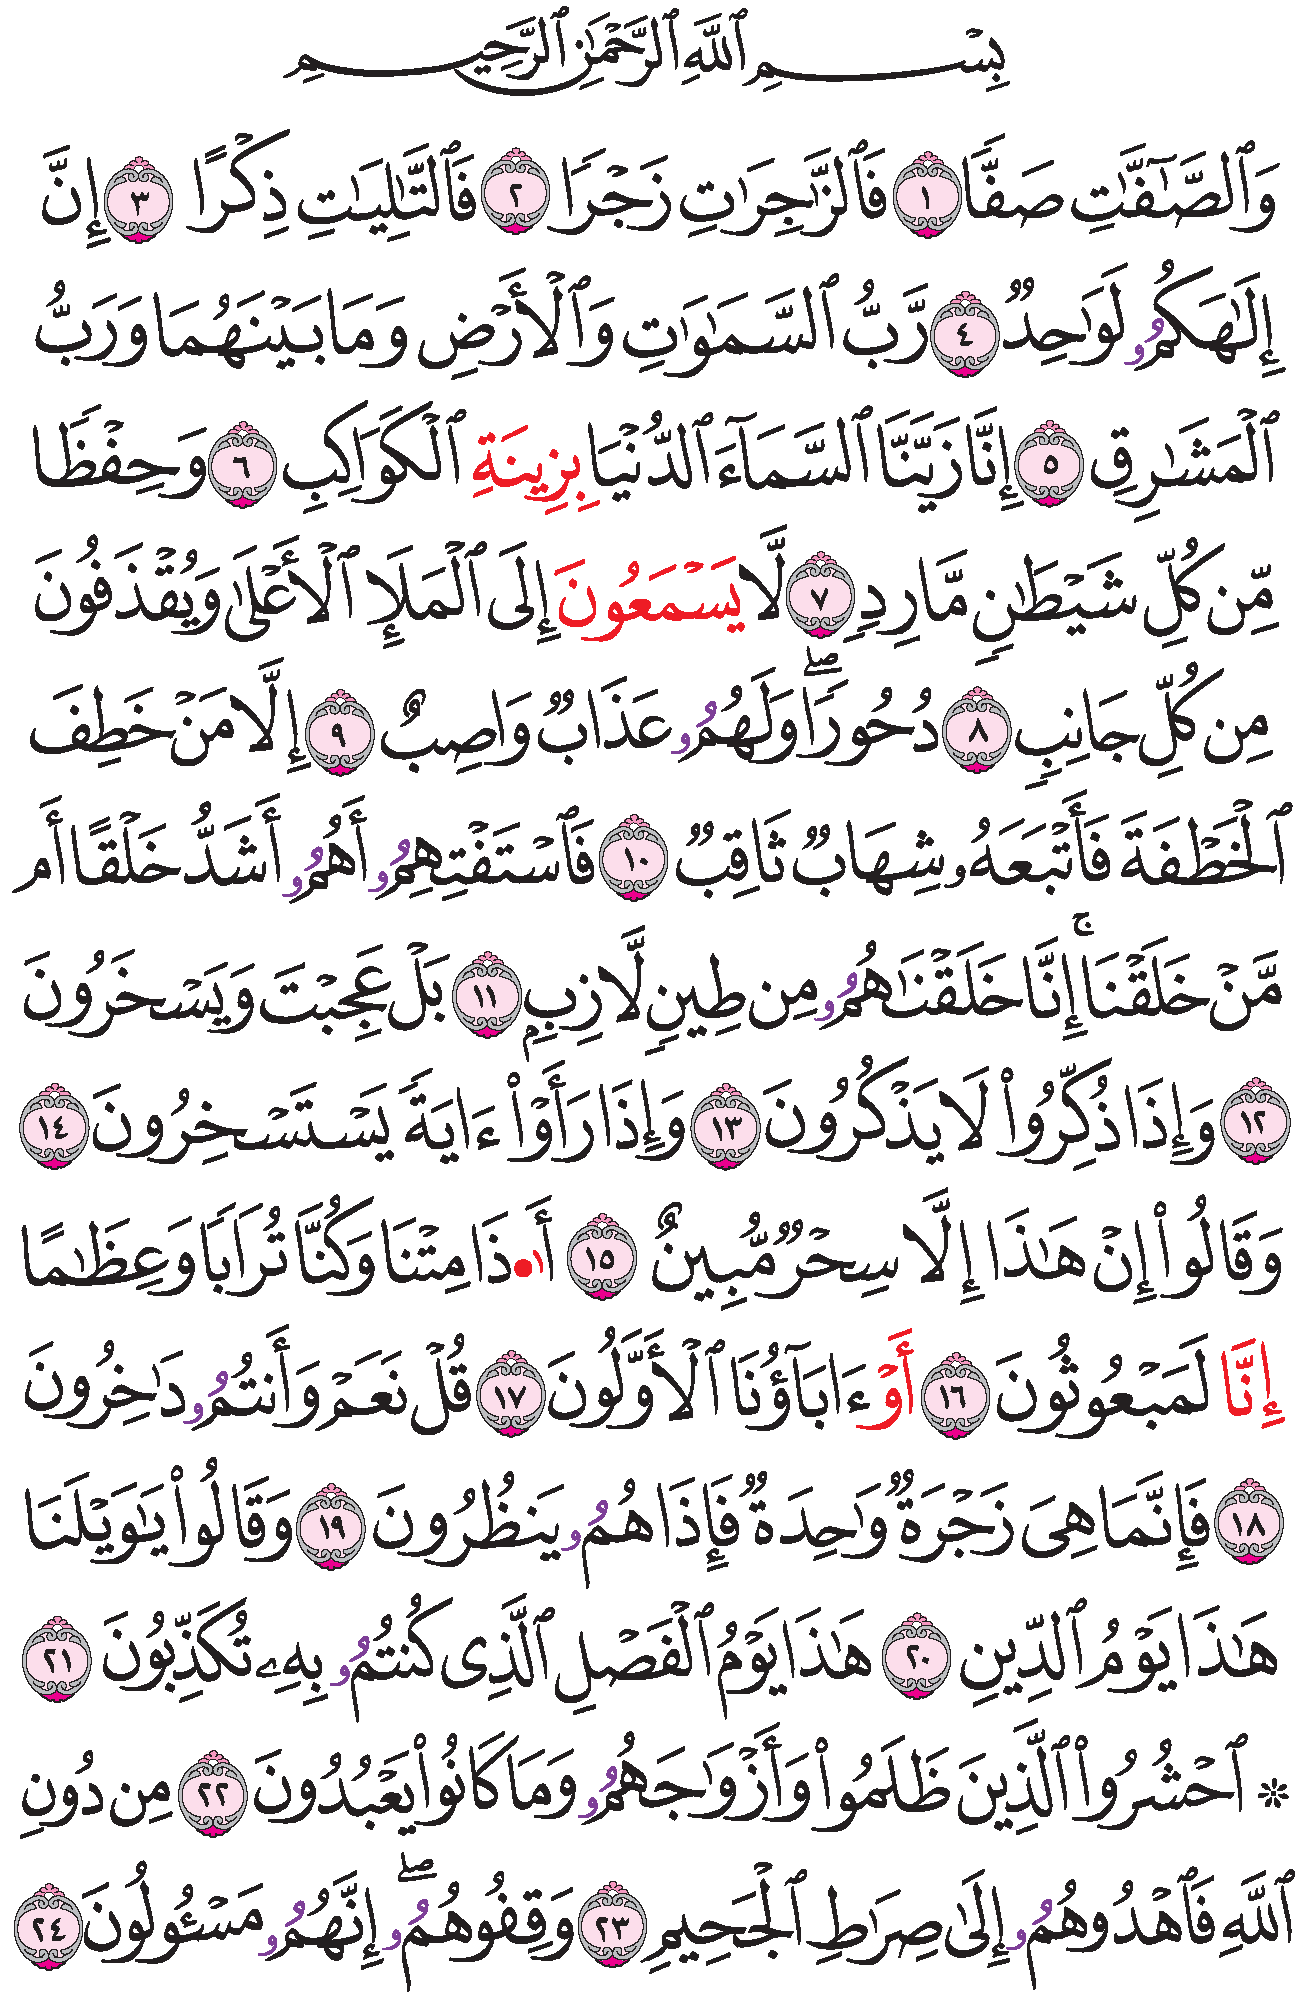 بِسْمِ ٱللَّهِ ٱلرَّحْمَٰنِ ٱلرَّحِيمِ
وَٱلصَّٰٓفَّٰتِ صَفًّا ١ فَٱلزَّٰجِرَٰتِ زَجْرًا ٢ فَٱلتَّٰلِيَٰتِ ذِكْرًا ٣ إِنَّ
إِلَٰهَكُمُۥ لَوَٰحِدٌ ٤ رَّبُّ ٱلسَّمَٰوَٰتِ وَٱلْأَرْضِ وَمَا بَيْنَهُمَا وَرَبُّ
ٱلْمَشَٰرِقِ ٥ إِنَّا زَيَّنَّا ٱلسَّمَآءَ ٱلدُّنْيَا بِزِينَةِ ٱلْكَوَاكِبِ ٦ وَحِفْظًا
مِّن كُلِّ شَيْطَٰنٍ مَّارِدٍ ٧ لَّا يَسْمَعُونَ إِلَى ٱلْمَلَإِ ٱلْأَعْلَىٰ وَيُقْذَفُونَ
مِن كُلِّ جَانِبٍ ٨ دُحُورًا ۖ وَلَهُمُۥ عَذَابٌ وَاصِبٌ ٩ إِلَّا مَنْ خَطِفَ
ٱلْخَطْفَةَ فَأَتْبَعَهُۥ شِهَابٌ ثَاقِبٌ ١٠ فَٱسْتَفْتِهِمُۥ أَهُمُۥ أَشَدُّ خَلْقًا أَم
مَّنْ خَلَقْنَا ۚ إِنَّا خَلَقْنَٰهُمُۥ مِن طِينٍ لَّازِبٍۭ ١١ بَلْ عَجِبْتَ وَيَسْخَرُونَ
١٢ وَإِذَا ذُكِّرُوا۟ لَا يَذْكُرُونَ ١٣ وَإِذَا رَأَوْا۟ ءَايَةً يَسْتَسْخِرُونَ ١٤
وَقَالُوا۟ إِنْ هَٰذَا إِلَّا سِحْرٌ مُّبِينٌ ١٥ أَ۰ٰذَا مِتْنَا وَكُنَّا تُرَابًا وَعِظَٰمًا
إِنَّا لَمَبْعُوثُونَ ١٦ أَوْ ءَابَآؤُنَا ٱلْأَوَّلُونَ ١٧ قُلْ نَعَمْ وَأَنتُمُۥ دَٰخِرُونَ
١٨ فَإِنَّمَا هِىَ زَجْرَةٌ وَٰحِدَةٌ فَإِذَا هُمُۥ يَنظُرُونَ ١٩ وَقَالُوا۟ يَٰوَيْلَنَا
هَٰذَا يَوْمُ ٱلدِّينِ ٢٠ هَٰذَا يَوْمُ ٱلْفَصْلِ ٱلَّذِى كُنتُمُۥ بِهِۦ تُكَذِّبُونَ ٢١
۞ ٱحْشُرُوا۟ ٱلَّذِينَ ظَلَمُوا۟ وَأَزْوَٰجَهُمُۥ وَمَا كَانُوا۟ يَعْبُدُونَ ٢٢ مِن دُونِ
ٱللَّهِ فَٱهْدُوهُمُۥ إِلَىٰ صِرَٰطِ ٱلْجَحِيمِ ٢٣ وَقِفُوهُمُۥ ۖ إِنَّهُمُۥ مَسْـُٔولُونَ ٢٤